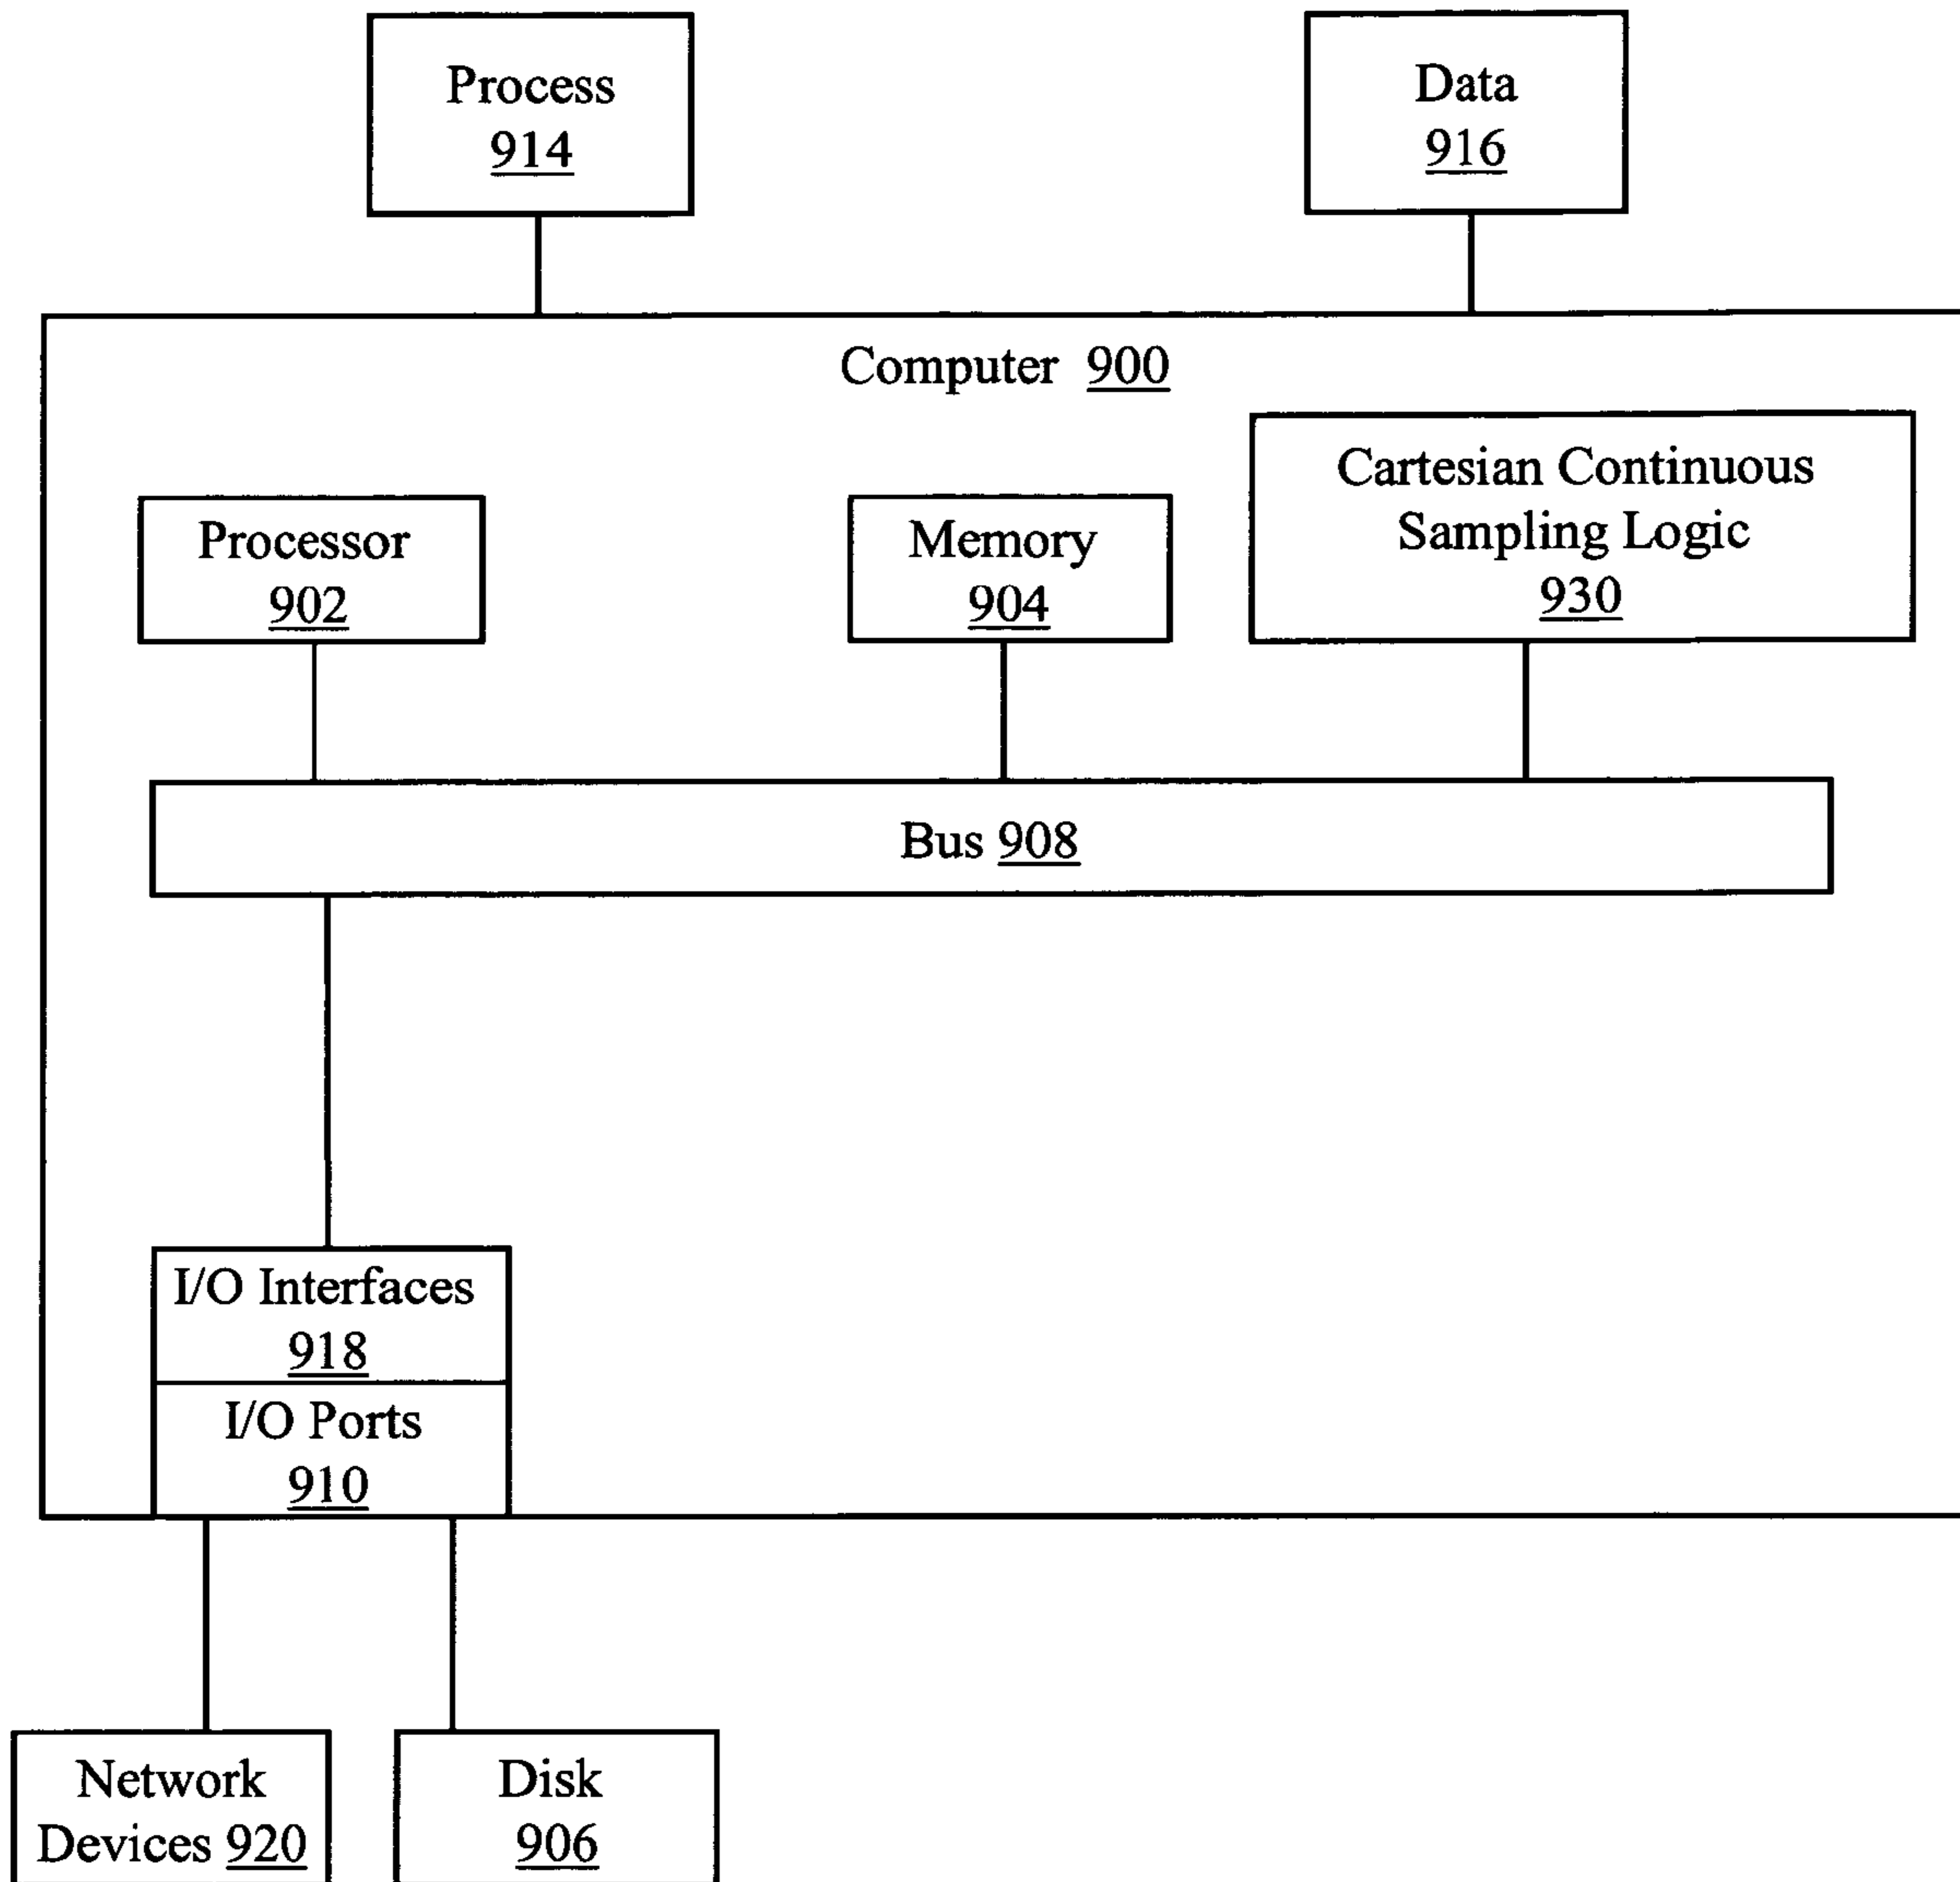 Process
914
Data
916
Computer 900
Cartesian Continuous
Sampling Logic
930
Processor
902
Memory
904
Bus 908
I/O Interfaces
918
I/O Ports
910
Network
Devices 920
Disk
906